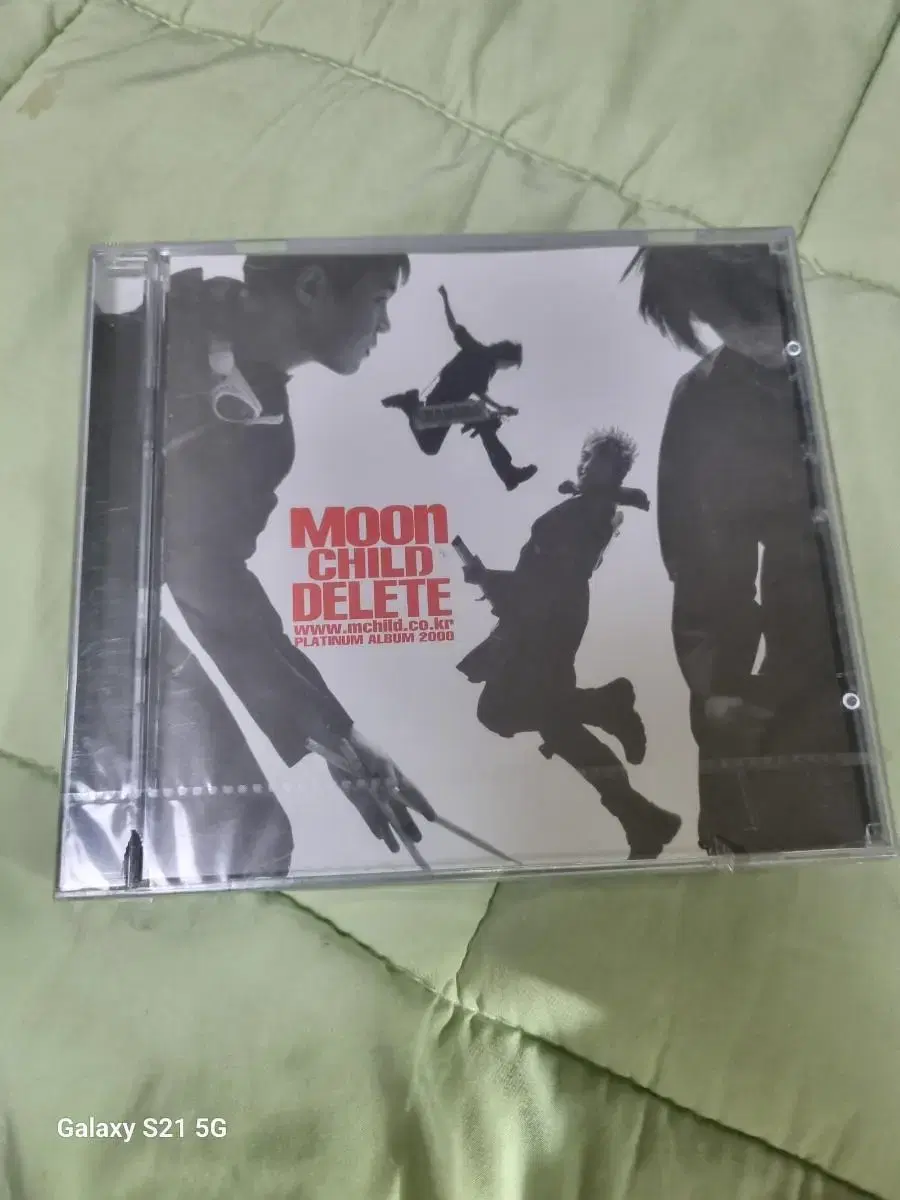 MOON
CHILD
DELETE
www.mchild.co.kr
PLATINUM ALBUM 2000
Galaxy S21 5G